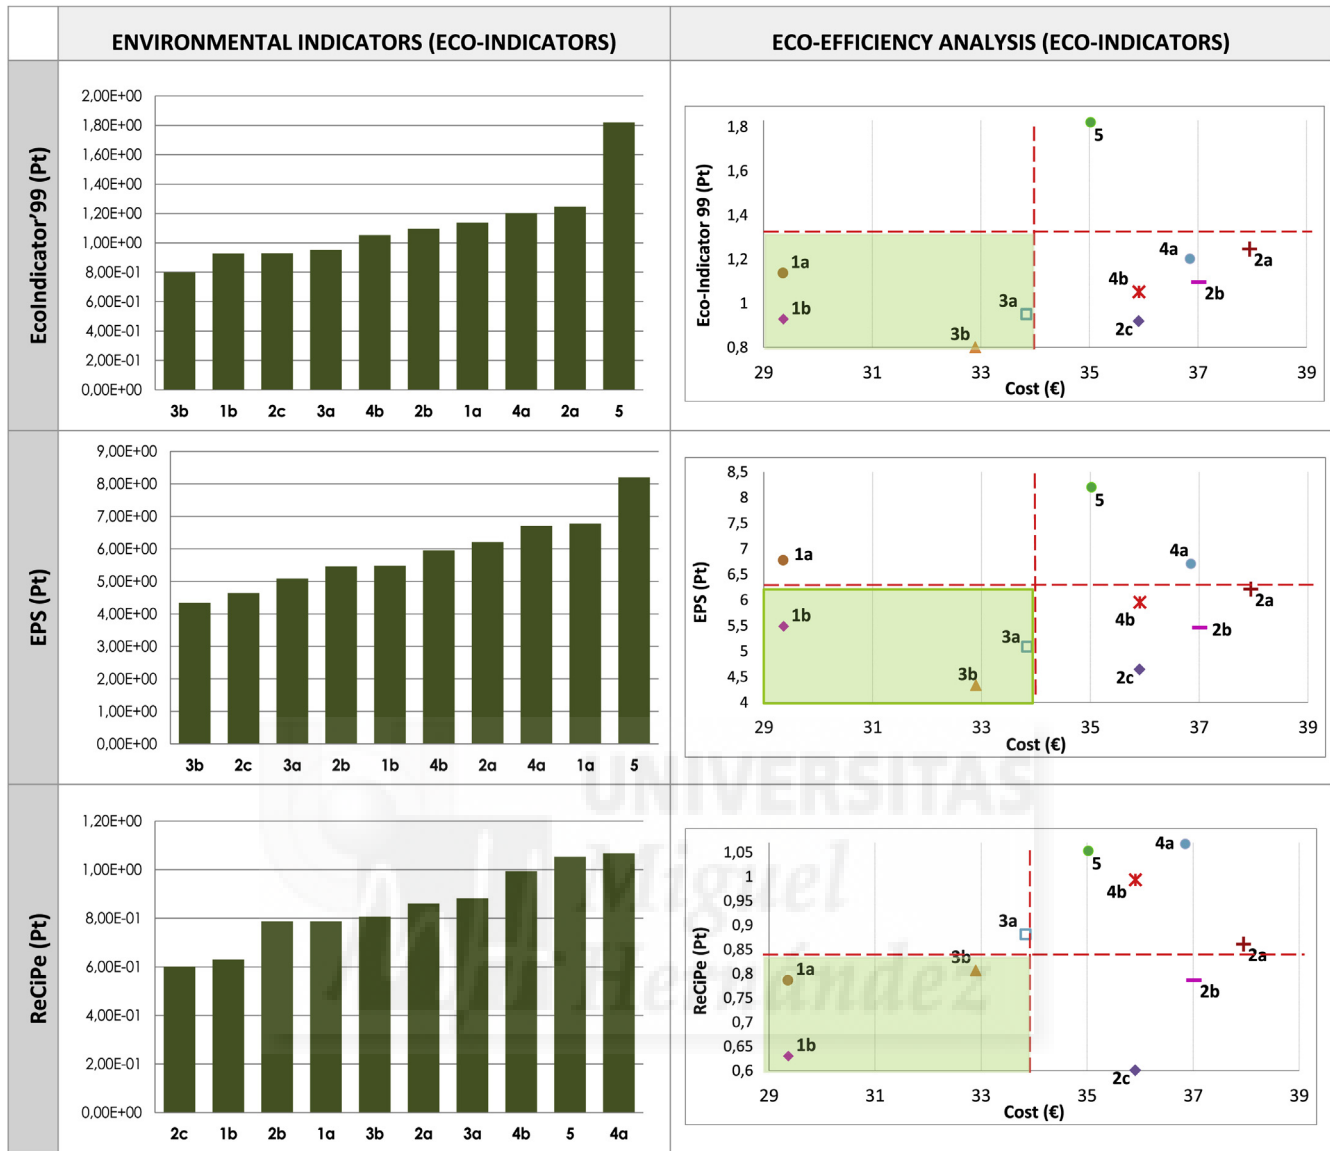 ENVIRONMENTAL INDICATORS (ECO-INDICATORS)
ECO-EFFICIENCY ANALYSIS (ECO-INDICATORS)
EcoIndicator'99 (Pt)
2,00E+00
1,80E+00
1,60E+00
1,40E+00
1,20E+00
1,00E+00
8,00E-01
6,00E-01
4,00E-01
2,00E-01
0,00E+00
3b 1b 2c 3a 4b 2b 1a 4a 2a 5
Eco-Indicator 99 (Pt)
1,8
1,6
1,4
1,2
1
0,8
5
1a
4a
2a
4b
2b
1b
3a
2c
3b
29 31 33 35 37 39
Cost (€)
EPS (Pt)
9,00E+00
8,00E+00
7,00E+00
6,00E+00
5,00E+00
4,00E+00
3,00E+00
2,00E+00
1,00E+00
0,00E+00
3b 2c 3a 2b 1b 4b 2a 4a 1a 5
EPS (Pt)
8,5
8
7,5
7
6,5
6
5,5
5
4,5
4
5
1a
4a
2a
1b
4b
2b
3a
3b
2c
29 31 33 35 37 39
Cost (€)
UNIVERSITAS
Miguel
Hernández
ReCiPe (Pt)
1,20E+00
1,00E+00
8,00E-01
6,00E-01
4,00E-01
2,00E-01
0,00E+00
2c 1b 2b 1a 3b 2a 3a 4b 5 4a
ReCiPe (Pt)
1,05
1
0,95
0,9
0,85
0,8
0,75
0,7
0,65
0,6
4a
5
4b
3a
2a
3b
1a
2b
1b
2c
29 31 33 35 37 39
Cost (€)